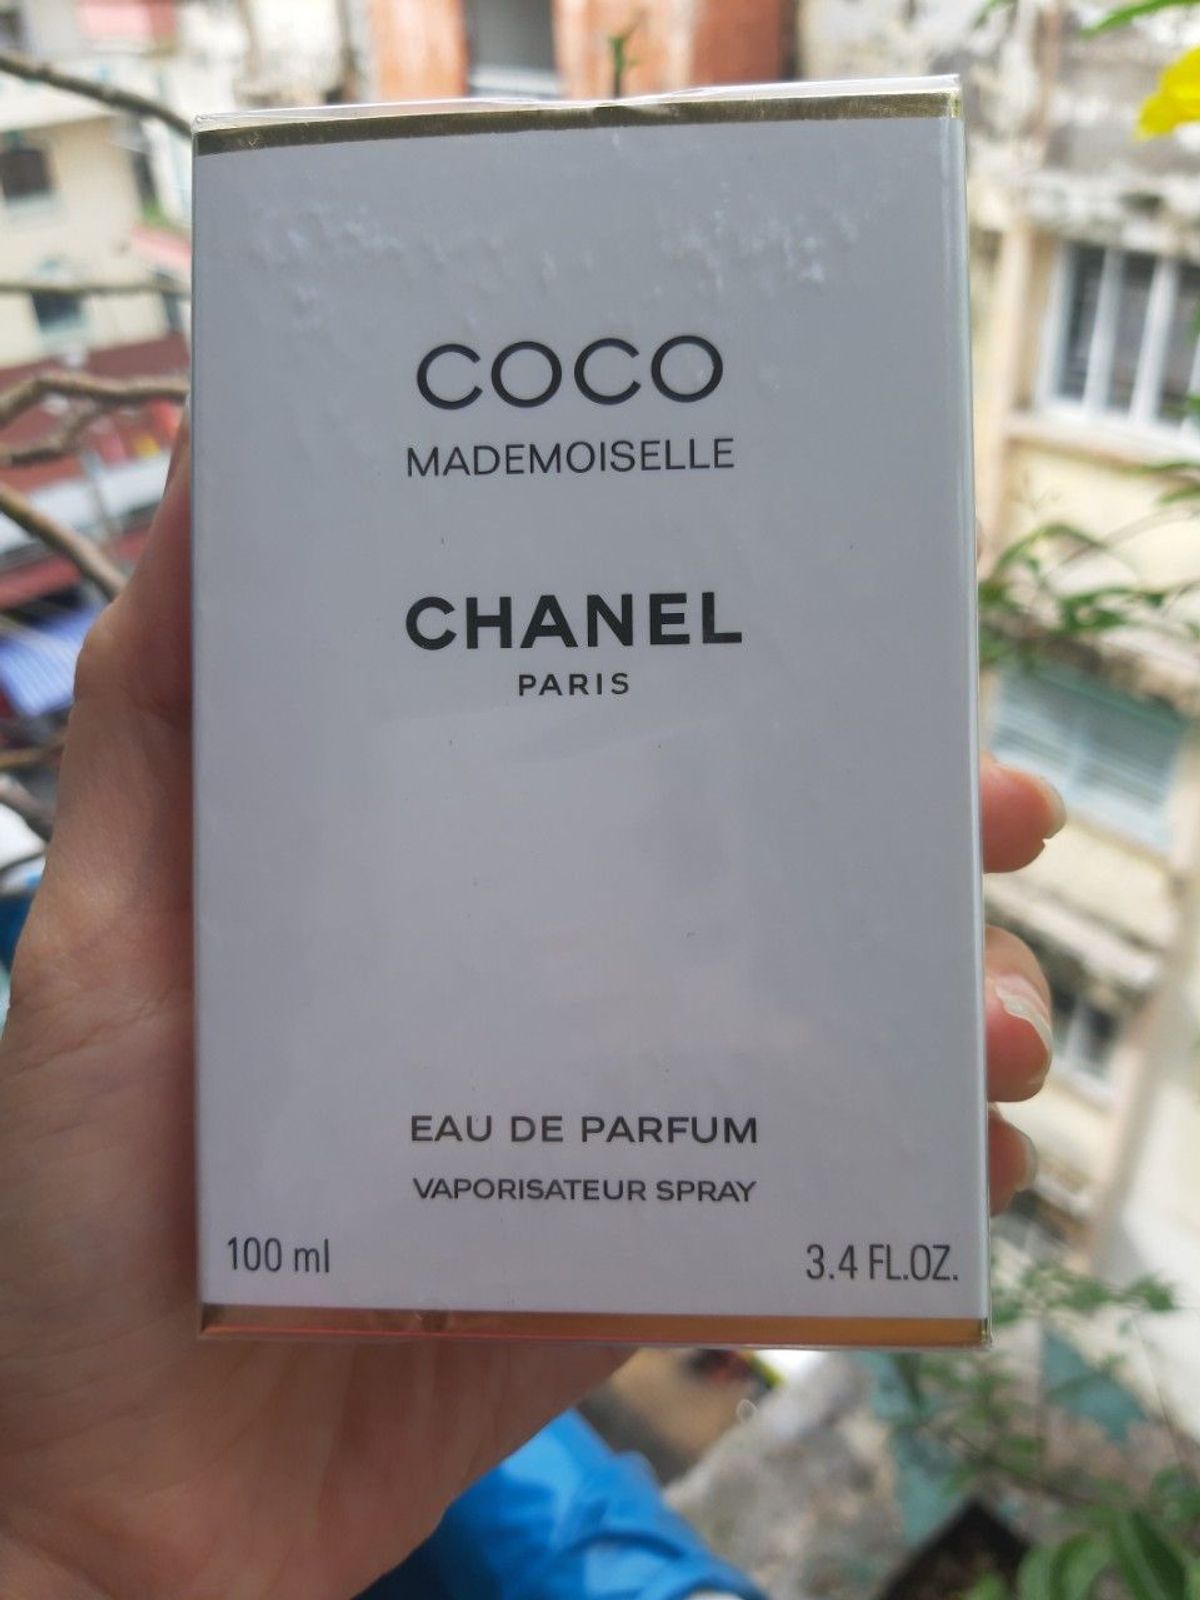 COCO
MADEMOISELLE
CHANEL
PARIS
EAU DE PARFUM
VAPORISATEUR SPRAY
100 ml 3.4 FL.OZ.